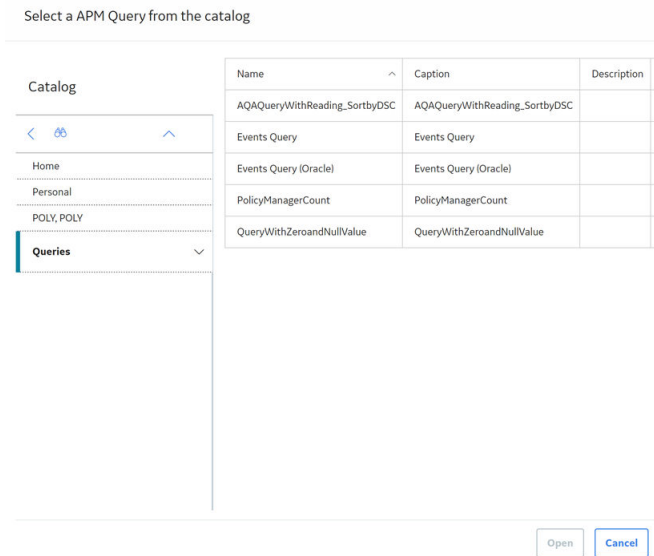 Select a APM Query from the catalog
Catalog
Home
Personal
POLY, POLY
Queries
Name Caption Description
AQAQueryWithReading_SortbyDSC AQAQueryWithReading_SortbyDSC
Events Query Events Query
Events Query (Oracle) Events Query (Oracle)
PolicyManagerCount PolicyManagerCount
QueryWithZeroandNullValue QueryWithZeroandNullValue
Open Cancel